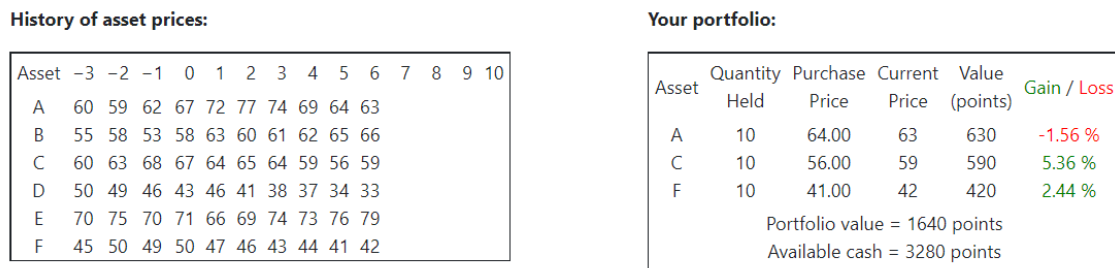 History of asset prices:
Asset −3 −2 −1 0 1 2 3 4 5 6 7 8 9 10
A 60 59 62 67 72 77 74 69 64 63
B 55 58 53 58 63 60 61 62 65 66
C 60 63 68 67 64 65 64 59 56 59
D 50 49 46 43 46 41 38 37 34 33
E 70 75 70 71 66 69 74 73 76 79
F 45 50 49 50 47 46 43 44 41 42
Your portfolio:
Asset Quantity Held Purchase Price Current Price Value (points) Gain / Loss
A 10 64.00 63 630 -1.56 %
C 10 56.00 59 590 5.36 %
F 10 41.00 42 420 2.44 %
Portfolio value = 1640 points
Available cash = 3280 points